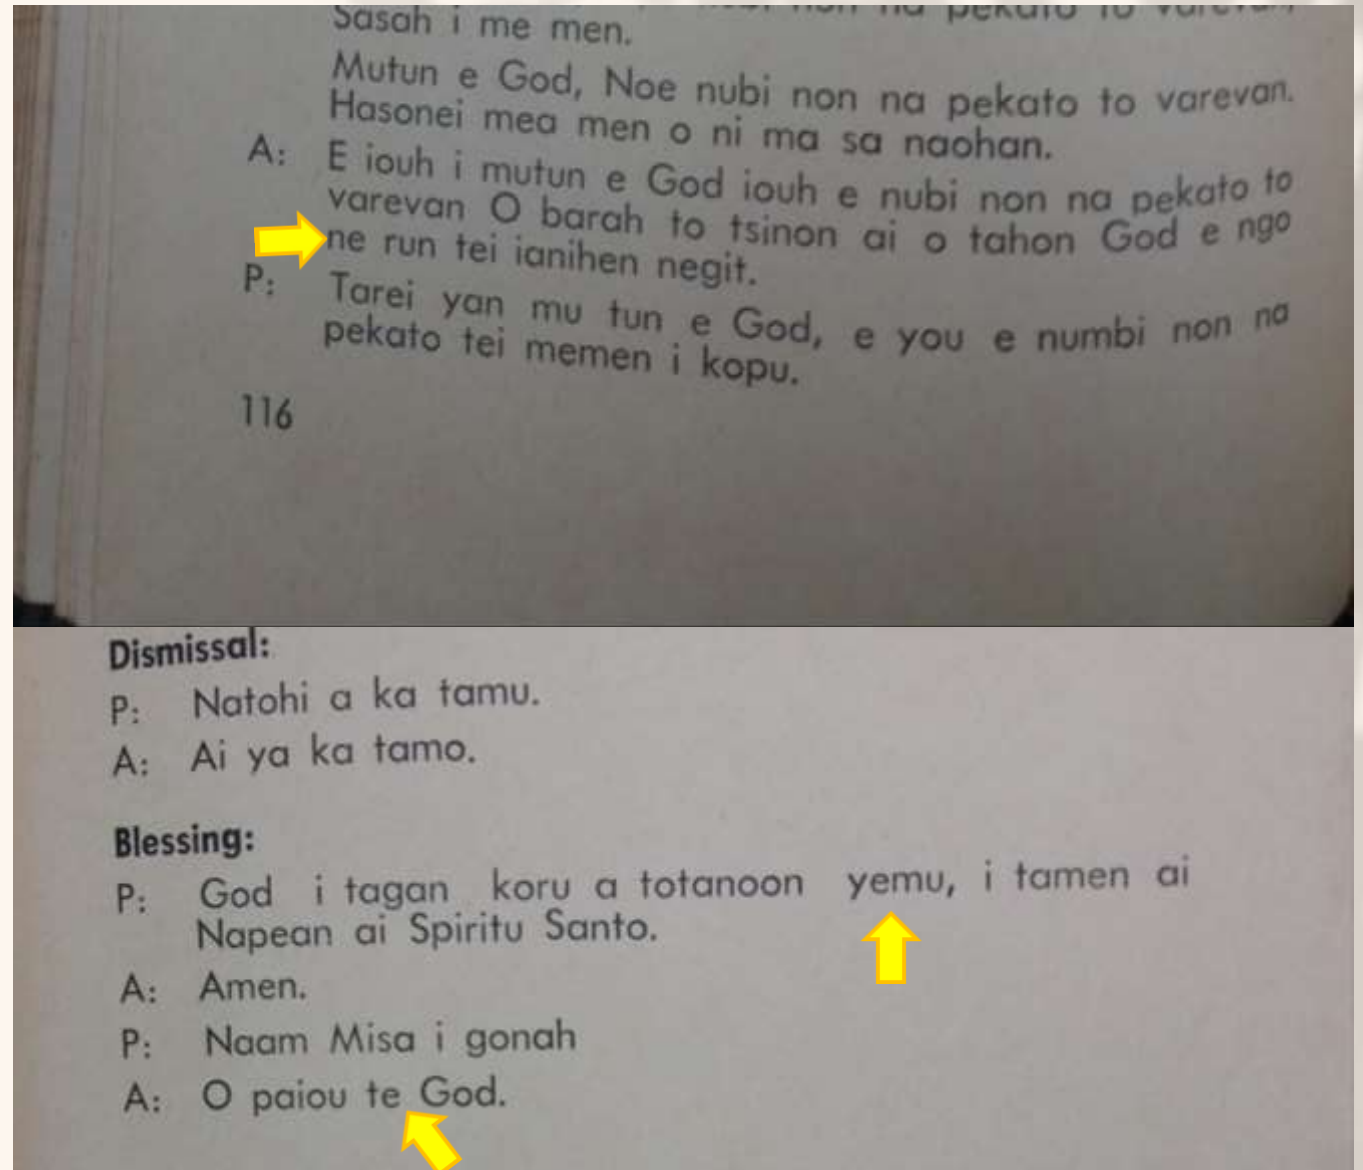 Sasah i me men.
Mutun e God, Noe nubi non na pekato to varevan.
Hasonei mea men o ni ma sa naohan.
A: E iouh i mutun e God iouh e nubi non na pekato to
varevan O barah to tsinon ai o tahon God e ngo
ne run tei ianihen negit.
P: Tarei yan mu tun e God, e you e numbi non na
pekato tei memen i kopu.
116
Dismissal:
P: Natohi a ka tamu.
A: Ai ya ka tamo.
Blessing:
P: God i tagan koru a totanoon yemu, i tamen ai
Napean ai Spiritu Santo.
A: Amen.
P: Naam Misa i gonah
A: O paiou te God.